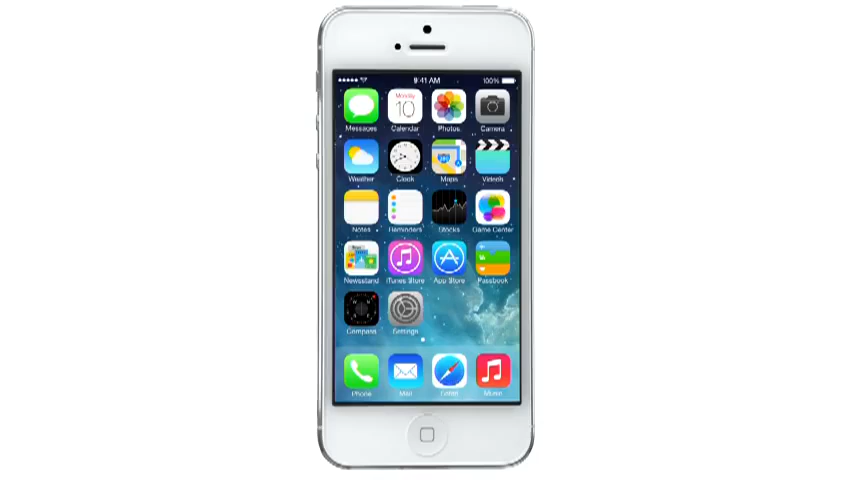 9:41 AM 100%
Monday
10
Messages Calendar Photos Camera
Weather Clock Maps Videos
Notes Reminders Stocks Game Center
Newsstand iTunes Store App Store Passbook
Compass Settings
Phone Mail Safari Music